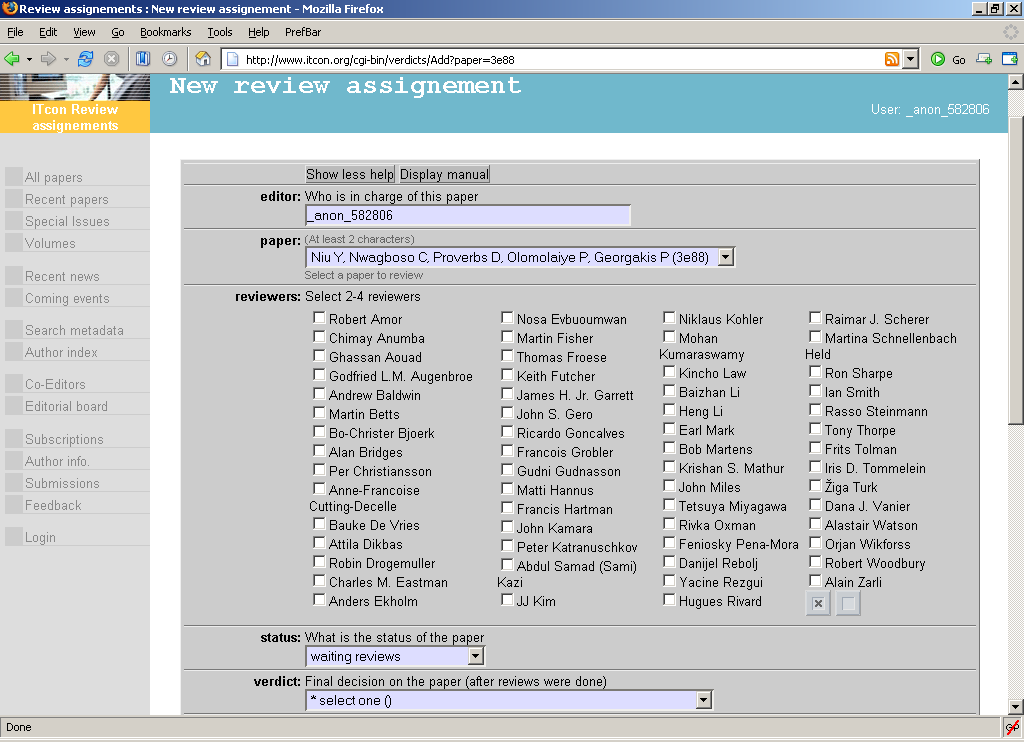 Review assignements : New review assignement - Mozilla Firefox
File Edit View Go Bookmarks Tools Help PrefBar
http://www.itcon.org/cgi-bin/verdicts/Add?paper=3e88
Go
ITcon Review
assignements
New review assignement
User: _anon_582806
All papers
Recent papers
Special Issues
Volumes
Recent news
Coming events
Search metadata
Author index
Co-Editors
Editorial board
Subscriptions
Author info.
Submissions
Feedback
Login
Show less help Display manual
editor: Who is in charge of this paper
_anon_582806
paper: (At least 2 characters)
Niu Y, Nwagboso C, Proverbs D, Olomolaiye P, Georgakis P (3e88)
Select a paper to review
reviewers: Select 2-4 reviewers
Robert Amor
Chimay Anumba
Ghassan Aouad
Godfried L.M. Augenbroe
Andrew Baldwin
Martin Betts
Bo-Christer Bjoerk
Alan Bridges
Per Christiansson
Anne-Francoise
Cutting-Decelle
Bauke De Vries
Attila Dikbas
Robin Drogemuller
Charles M. Eastman
Anders Ekholm
Nosa Evbuoumwan
Martin Fisher
Thomas Froese
Keith Futcher
James H. Jr. Garrett
John S. Gero
Ricardo Goncalves
Francois Grobler
Gudni Gudnasson
Matti Hannus
Francis Hartman
John Kamara
Peter Katranuschkov
Abdul Samad (Sami)
Kazi
JJ Kim
Niklaus Kohler
Mohan
Kumaraswamy
Kincho Law
Baizhan Li
Heng Li
Earl Mark
Bob Martens
Krishan S. Mathur
John Miles
Tetsuya Miyagawa
Rivka Oxman
Feniosky Pena-Mora
Danijel Rebolj
Yacine Rezgui
Hugues Rivard
Raimar J. Scherer
Martina Schnellenbach
Held
Ron Sharpe
Ian Smith
Rasso Steinmann
Tony Thorpe
Frits Tolman
Iris D. Tommelein
Žiga Turk
Dana J. Vanier
Alastair Watson
Orjan Wikforss
Robert Woodbury
Alain Zarli
status: What is the status of the paper
waiting reviews
verdict: Final decision on the paper (after reviews were done)
* select one ()
Done
GP